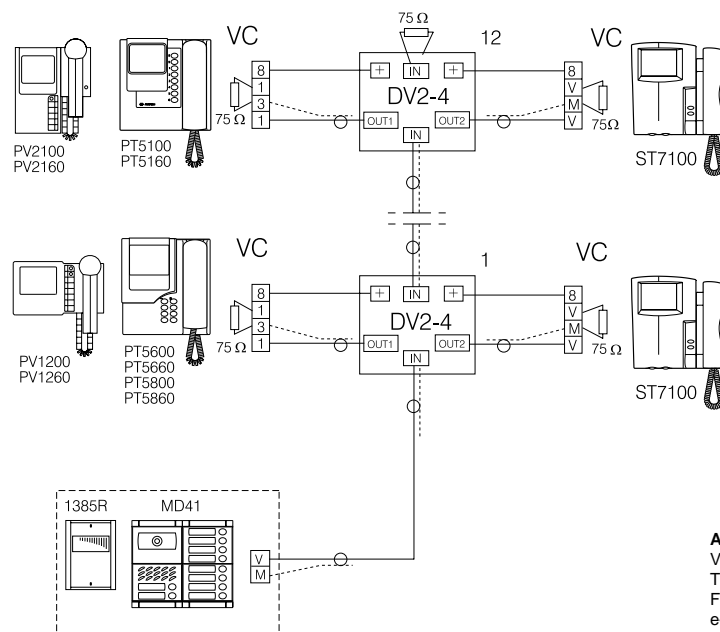 75 Ω
VC
12
VC
8
1
3
1
75 Ω
+
IN
+
DV2-4
OUT1
OUT2
IN
8
V
M
V
75 Ω
PV2100
PV2160
PT5100
PT5160
ST7100
VC
1
VC
8
1
3
1
75 Ω
+
IN
+
DV2-4
OUT1
OUT2
IN
8
V
M
V
75 Ω
PV1200
PV1260
PT5600
PT5660
PT5800
PT5860
ST7100
1385R
MD41
V
M
A
V
T
F
e